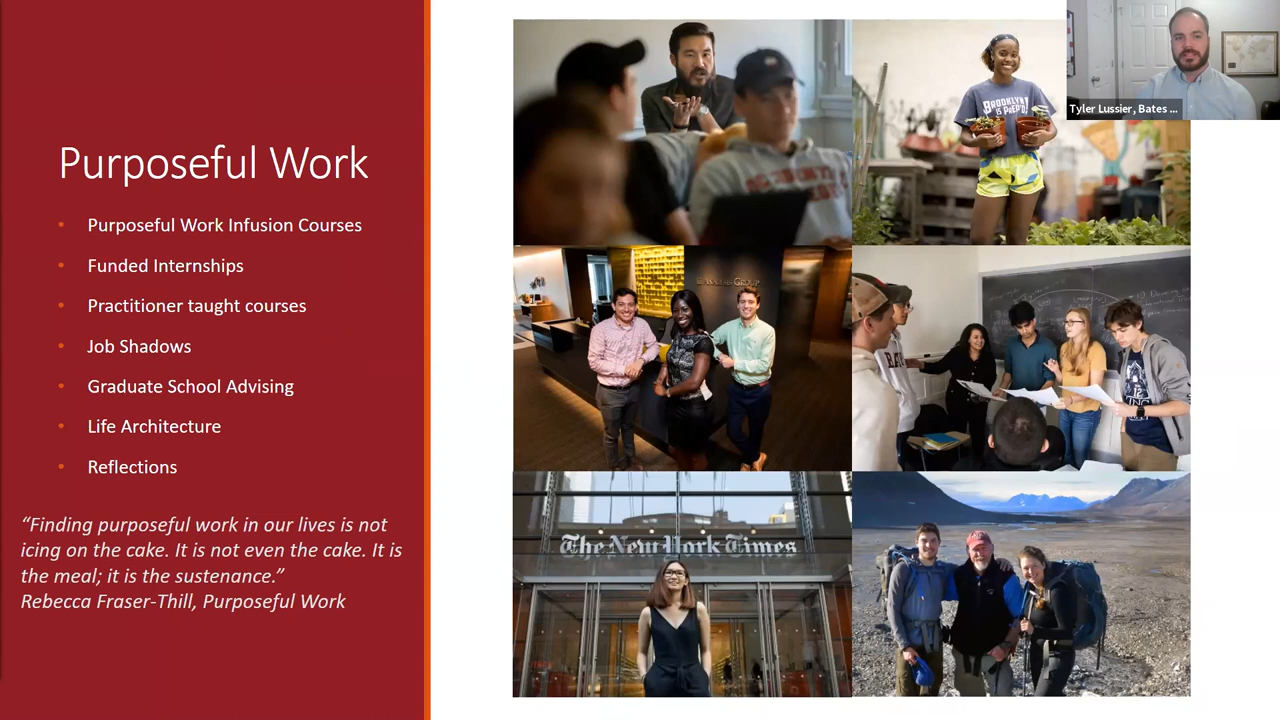 Purposeful Work
• Purposeful Work Infusion Courses
• Funded Internships
• Practitioner taught courses
• Job Shadows
• Graduate School Advising
• Life Architecture
• Reflections
“Finding purposeful work in our lives is not
icing on the cake. It is not even the cake. It is
the meal; it is the sustenance.”
Rebecca Fraser-Thill, Purposeful Work
BROOKLYN
IS PREP'D
Tyler Lussier, Bates ...
GROUP
The New York Times